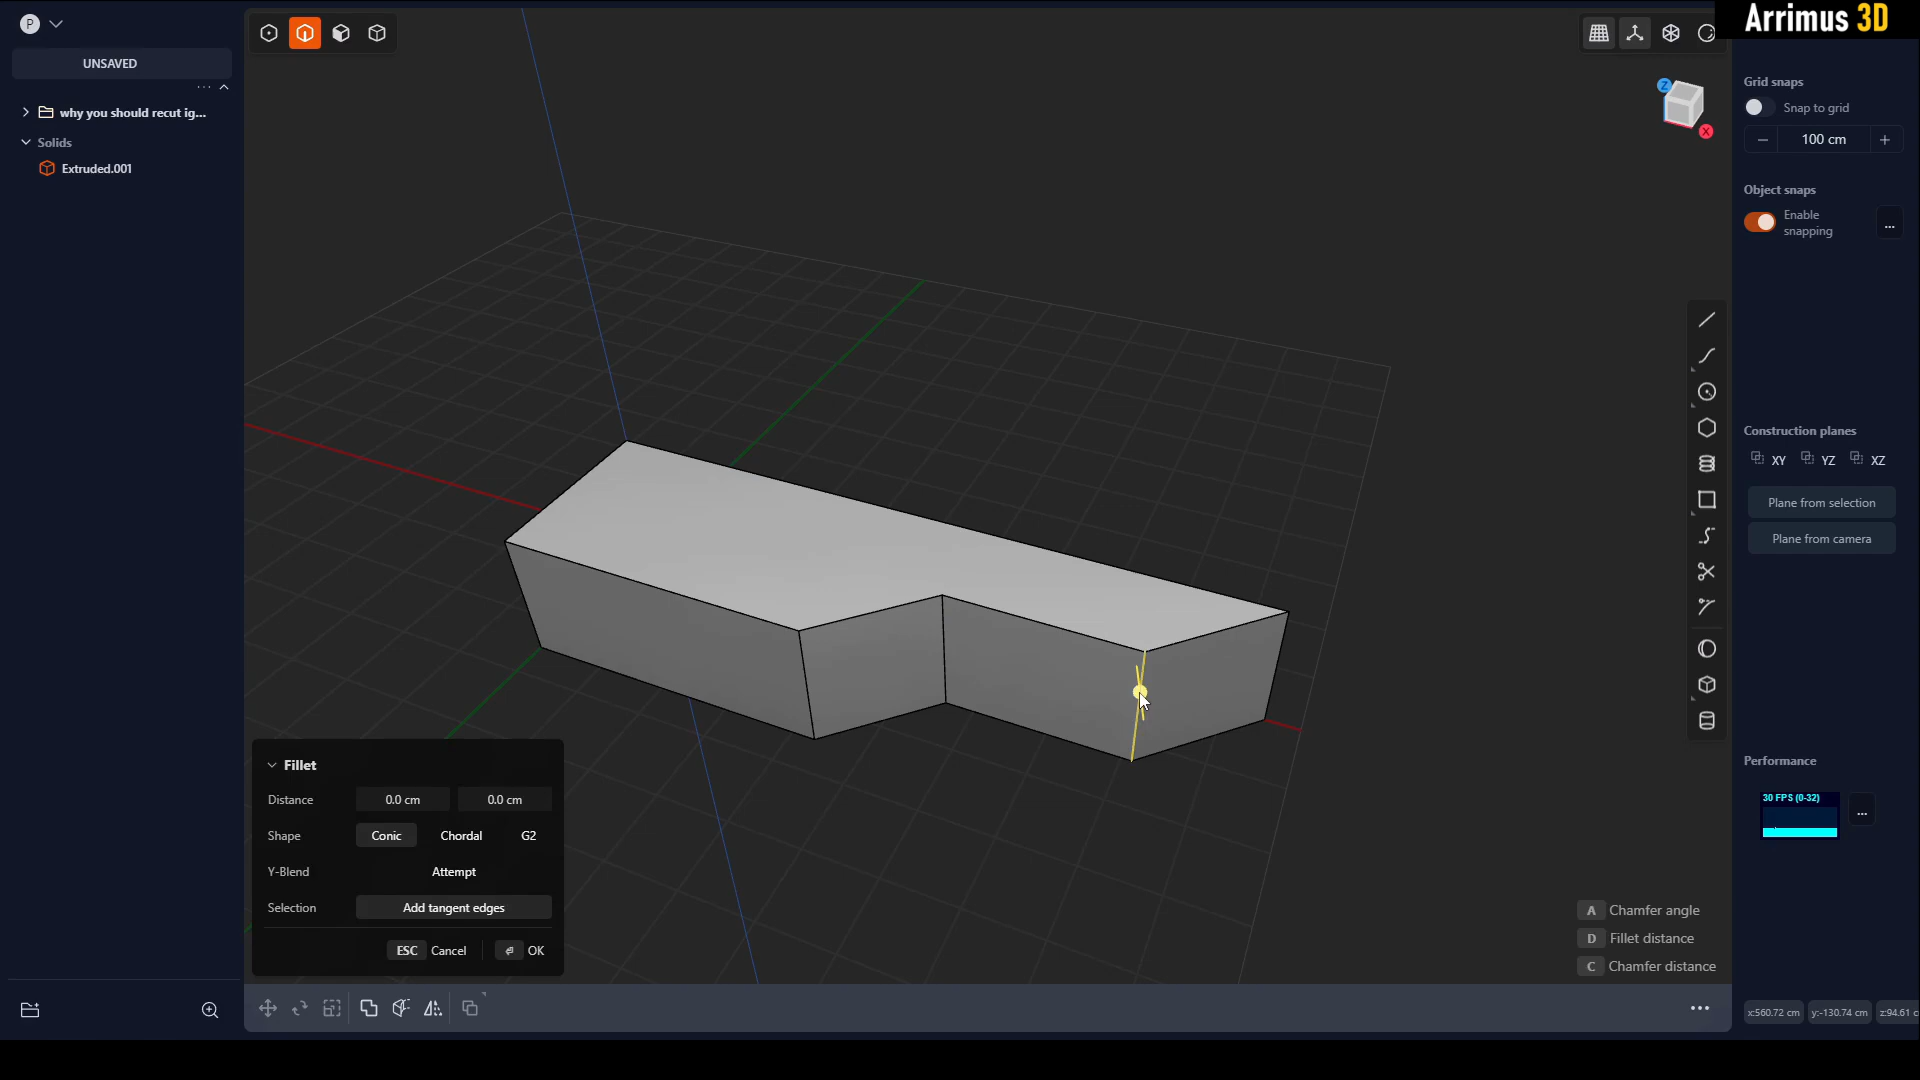 P
Arrimus 3D
UNSAVED
...
why you should recut ig...
Solids
Extruded.001
Z
X
Grid snaps
Snap to grid
100 cm
Object snaps
Enable
snapping
...
Construction planes
XY YZ XZ
Plane from selection
Plane from camera
Performance
30 FPS (0-32)
...
Fillet
Distance 0.0 cm 0.0 cm
Shape Conic Chordal G2
Y-Blend Attempt
Selection Add tangent edges
ESC Cancel OK
A Chamfer angle
D Fillet distance
C Chamfer distance
x:560.72 cm y:-130.74 cm z:94.61 c